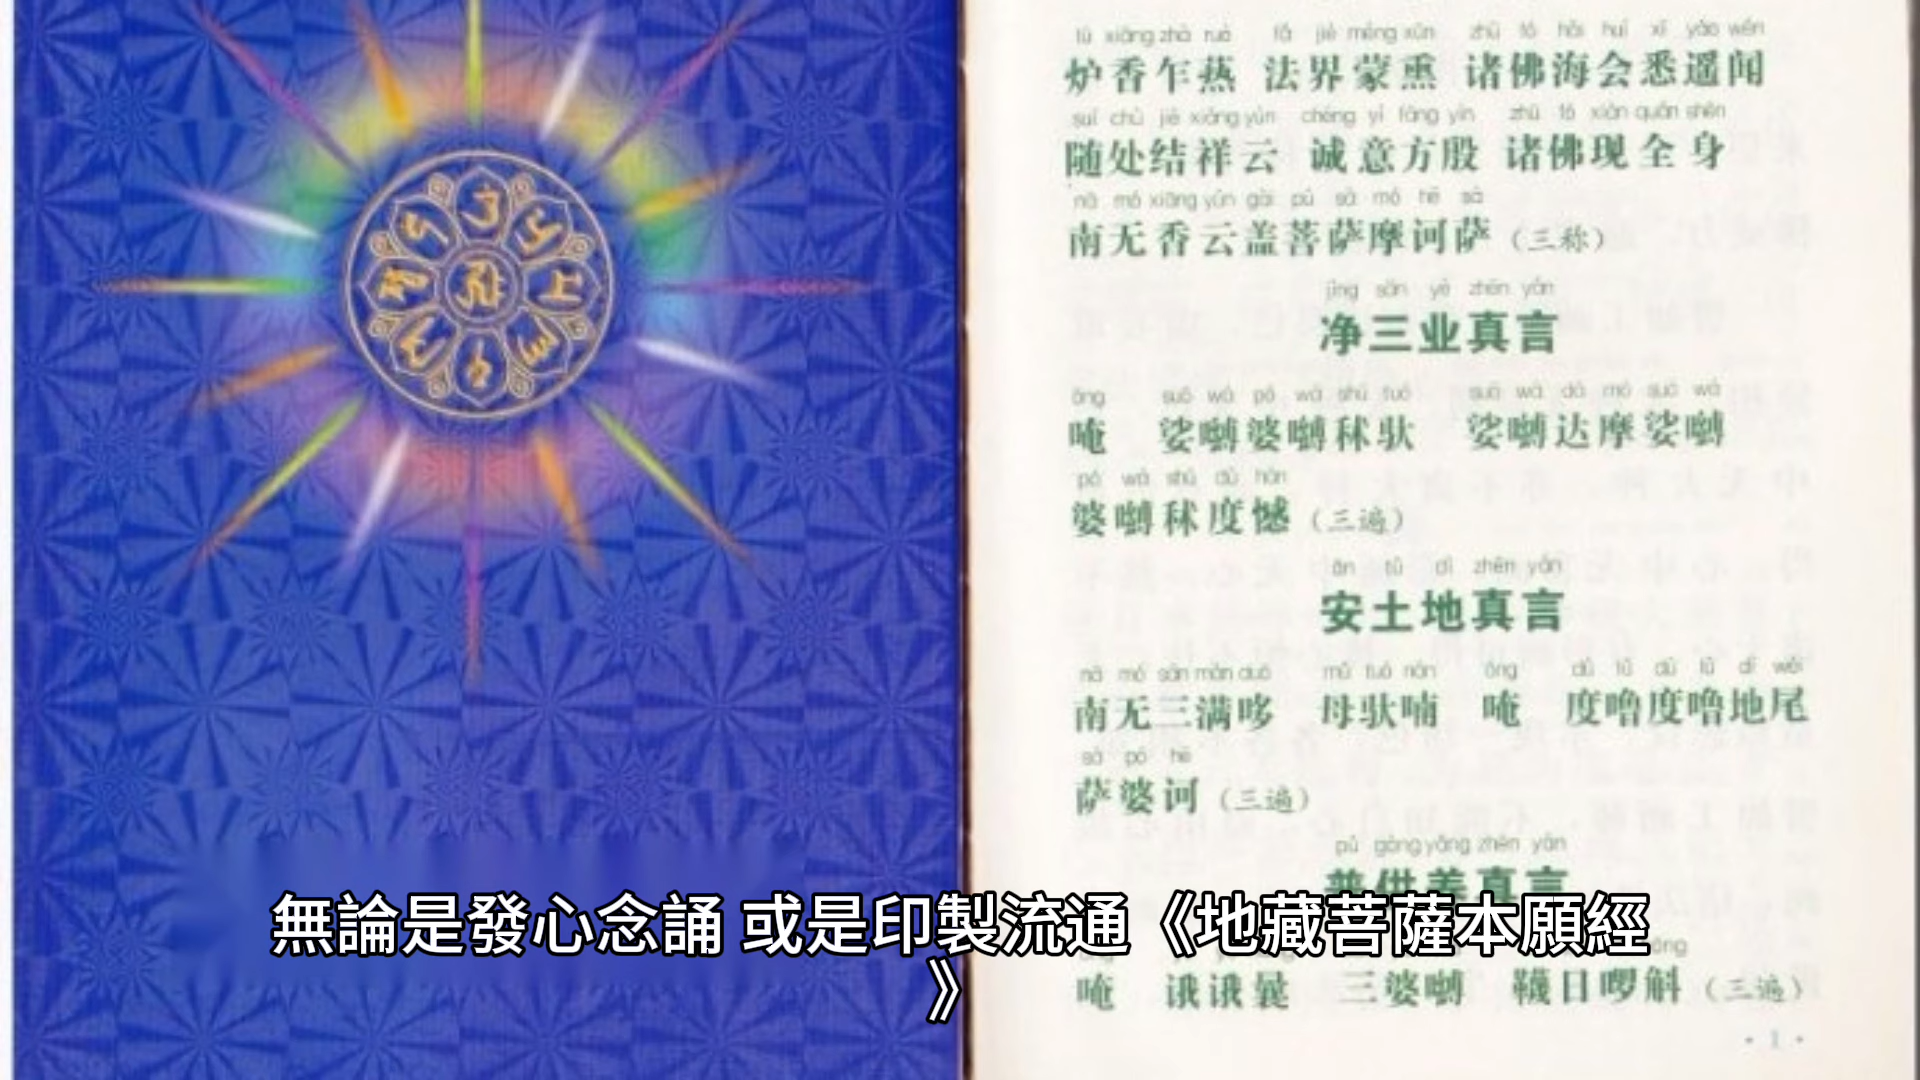 lú xiāng zhà ruò fǎ jiè méng xūn zhū fó hǎi huì xī yáo wén
炉香乍爇 法界蒙熏 诸佛海会悉遥闻
suí chù jié xiáng yún chéng yì fāng yīn zhū fó xiàn quán shēn
随处结祥云 诚意方殷 诸佛现全身
nā mó xiāng yún gài pú sà mó hē sà
南无香云盖菩萨摩诃萨（三称）
jìng sān yè zhēn yán
净三业真言
ōng suō wā pó wā shú tuó suō wā dá mó suō wā
唵 娑嚩婆嚩秫驮 娑嚩达摩娑嚩
pó wā shú dù hàn
婆嚩秫度憾（三遍）
ān tǔ dì zhēn yán
安土地真言
nā mó sān mǎn duō mǔ tuó nán ōng dù lū dù lū dì wěi
南无三满哆 母驮喃 唵 度噜度噜地尾
sà pó hē
萨婆诃（三遍）
pǔ gòng yǎng zhēn yán
普供养真言
唵 誐誐曩 三婆嚩 韈日啰斛（三遍）
·1·
無論是發心念誦 或是印製流通《地藏菩薩本願經
》